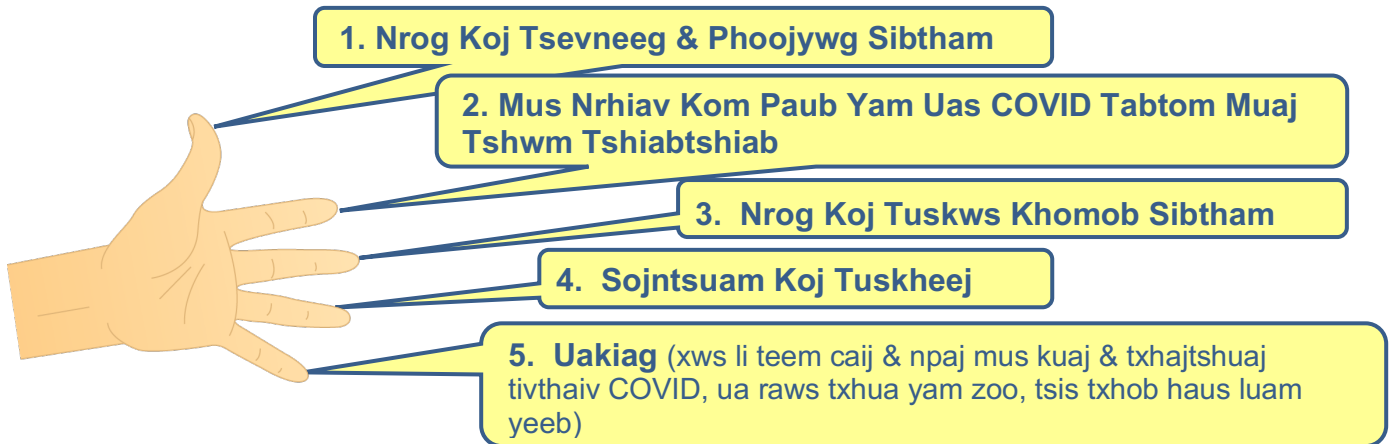 1. Nrog Koj Tsevneeg & Phoojywg Sibtham
2. Mus Nrhiav Kom Paub Yam Uas COVID Tabtom Muaj
Tshwm Tshiabtshiab
3. Nrog Koj Tuskws Khomob Sibtham
4. Sojntsuam Koj Tuskheej
5. Uakiag (xws li teem caij & npaj mus kuaj & txhajtshuaj
tivthaiv COVID, ua raws txhua yam zoo, tsis txhob haus luam
yeeb)